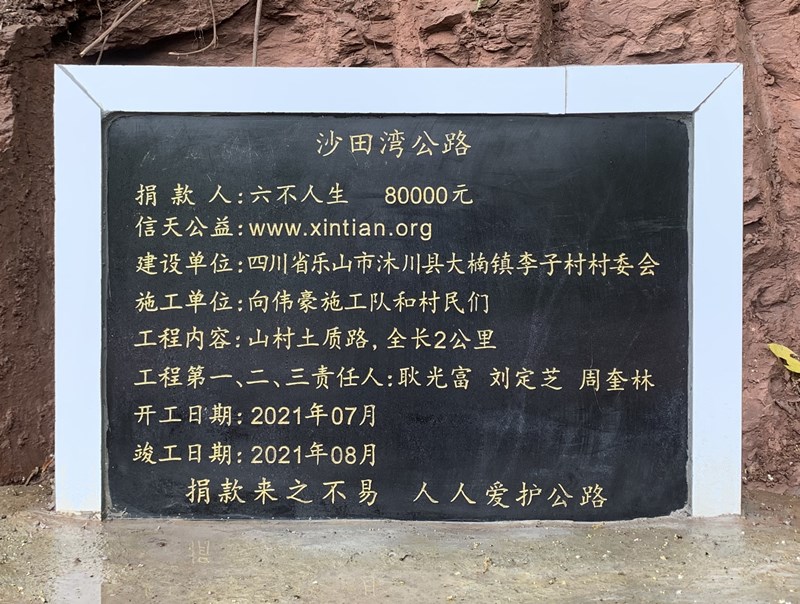 沙田湾公路
捐款人:六不人生 80000元
信天公益:www.xintian.org
建设单位:四川省乐山市沐川县大楠镇李子村村委会
施工单位:向伟豪施工队和村民们
工程内容:山村土质路,全长2公里
工程第一、二、三责任人:耿光富 刘定芝 周奎林
开工日期:2021年07月
竣工日期:2021年08月
捐款来之不易 人人爱护公路